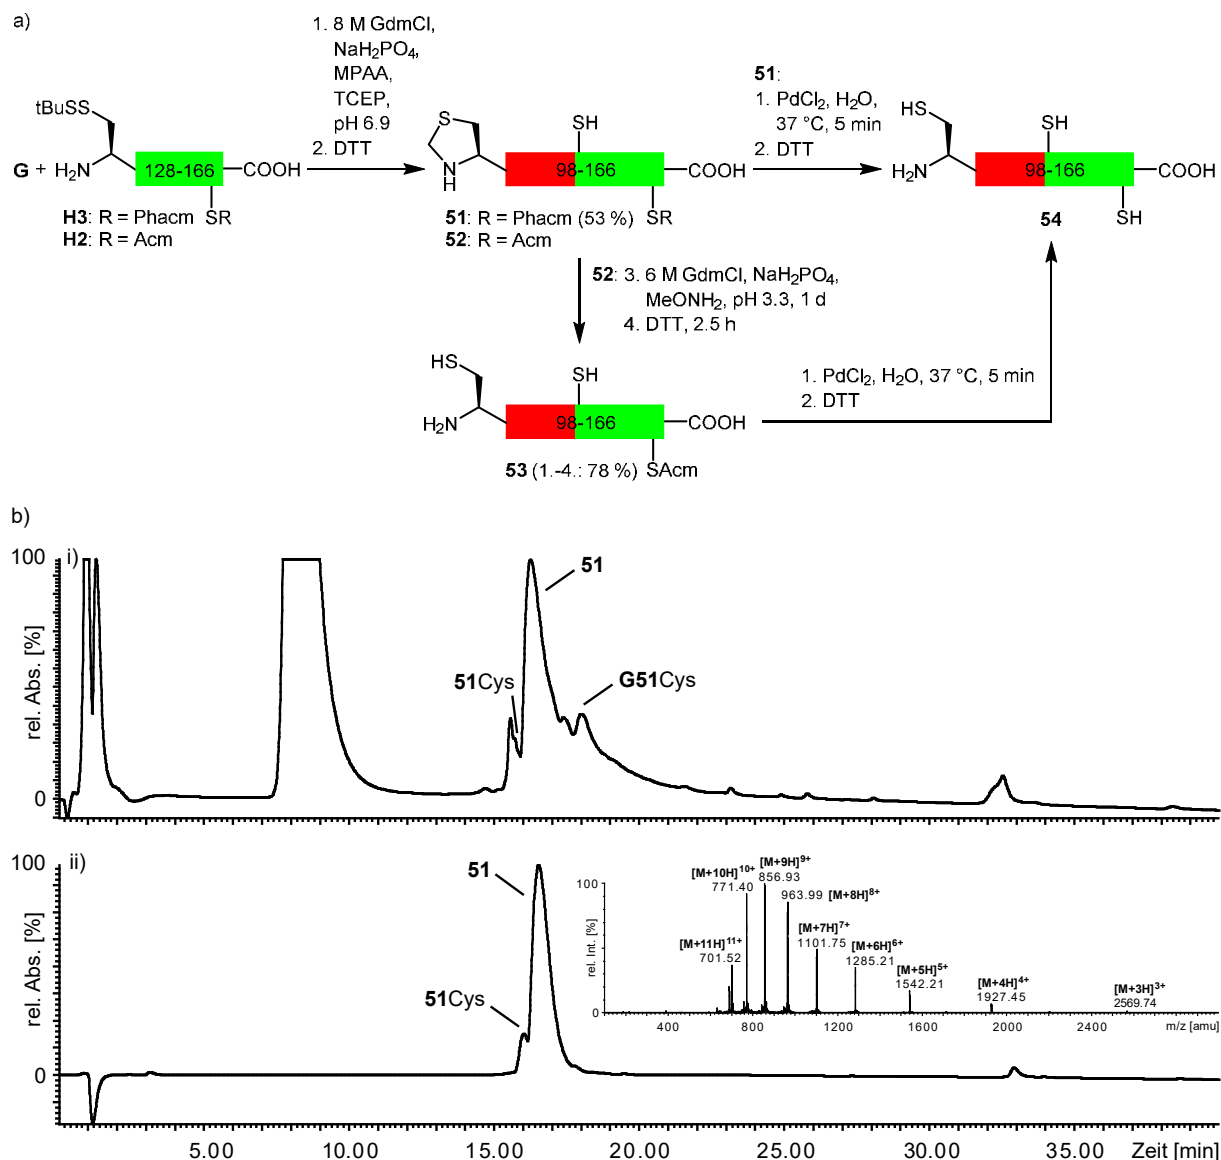 a)
1. 8 M GdmCl,
NaH2PO4,
MPAA,
TCEP,
pH 6.9
2. DTT
51:
1. PdCl2, H2O,
37 °C, 5 min
2. DTT
tBuSS
G + H2N
128-166
COOH
SR
H3: R = Phacm
H2: R = Acm
S
N
H
SH
98-166
COOH
SR
51: R = Phacm (53 %)
52: R = Acm
HS
H2N
SH
98-166
COOH
SH
54
52: 3. 6 M GdmCl, NaH2PO4,
MeONH2, pH 3.3, 1 d
4. DTT, 2.5 h
HS
H2N
SH
98-166
COOH
SAcm
53 (1.-4.: 78 %)
1. PdCl2, H2O, 37 °C, 5 min
2. DTT
b)
i)
100
0
rel. Abs. [%]
51
51Cys
G51Cys
ii)
100
0
rel. Abs. [%]
51
51Cys
100
0
rel. Int. [%]
[M+11H]11+
701.52
[M+10H]10+
771.40
[M+9H]9+
856.93
963.99 [M+8H]8+
[M+7H]7+
1101.75
[M+6H]6+
1285.21
[M+5H]5+
1542.21
[M+4H]4+
1927.45
[M+3H]3+
2569.74
400 800 1200 1600 2000 2400 m/z [amu]
5.00 10.00 15.00 20.00 25.00 30.00 35.00 Zeit [min]